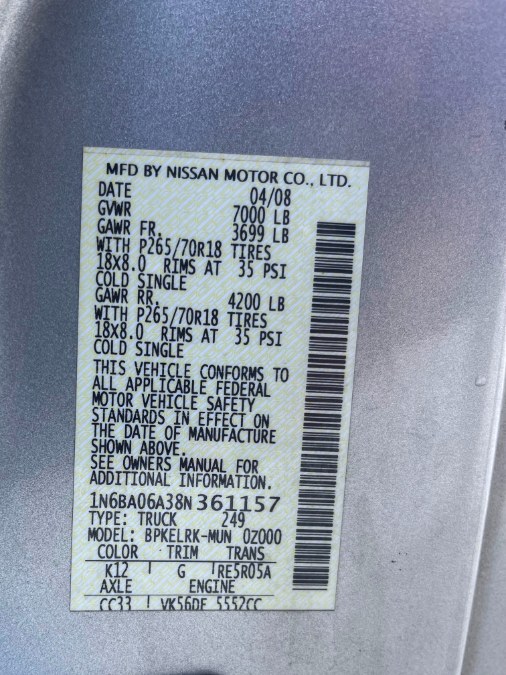 MFD BY NISSAN MOTOR CO., LTD.
DATE 04/08
GVWR 7000 LB
GAWR FR. 3699 LB
WITH P265/70R18 TIRES
18X8.0 RIMS AT 35 PSI
COLD SINGLE
GAWR RR. 4200 LB
WITH P265/70R18 TIRES
18X8.0 RIMS AT 35 PSI
COLD SINGLE
THIS VEHICLE CONFORMS TO
ALL APPLICABLE FEDERAL
MOTOR VEHICLE SAFETY
STANDARDS IN EFFECT ON
THE DATE OF MANUFACTURE
SHOWN ABOVE.
SEE OWNERS MANUAL FOR
ADDITIONAL INFORMATION.
1N6BA06A38N361157
TYPE: TRUCK 249
MODEL: BPKELRK-MUN 0Z000
COLOR TRIM TRANS
K12 G RE5R05A
AXLE ENGINE
CC33 VK56DE 5552CC